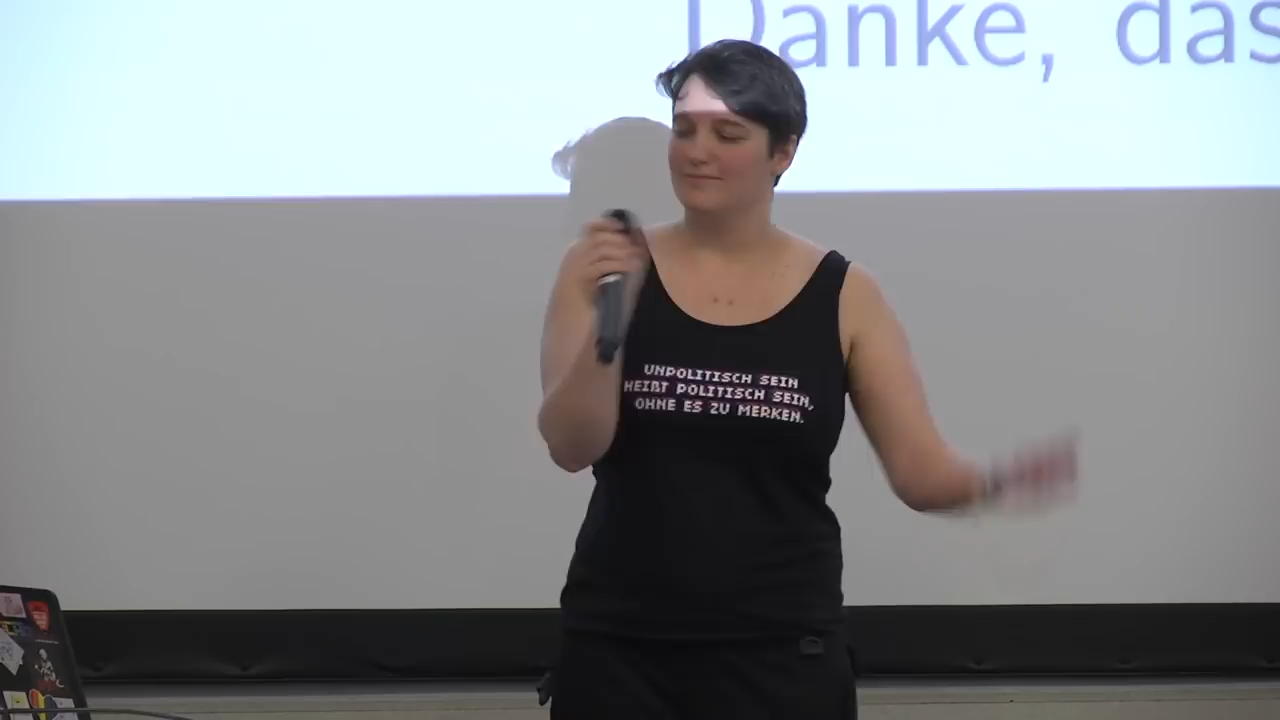 Danke, das
UNPOLITISCH SEIN
HEIẞT POLITISCH SEIN,
OHNE ES ZU MERKEN.